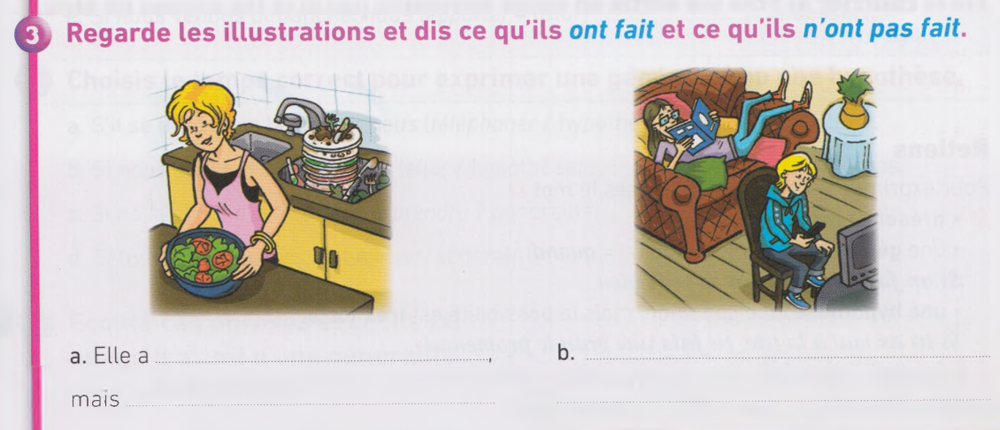 3 Regarde les illustrations et dis ce qu'ils ont fait et ce qu'ils n'ont pas fait.
a. Elle a ,
mais
b.